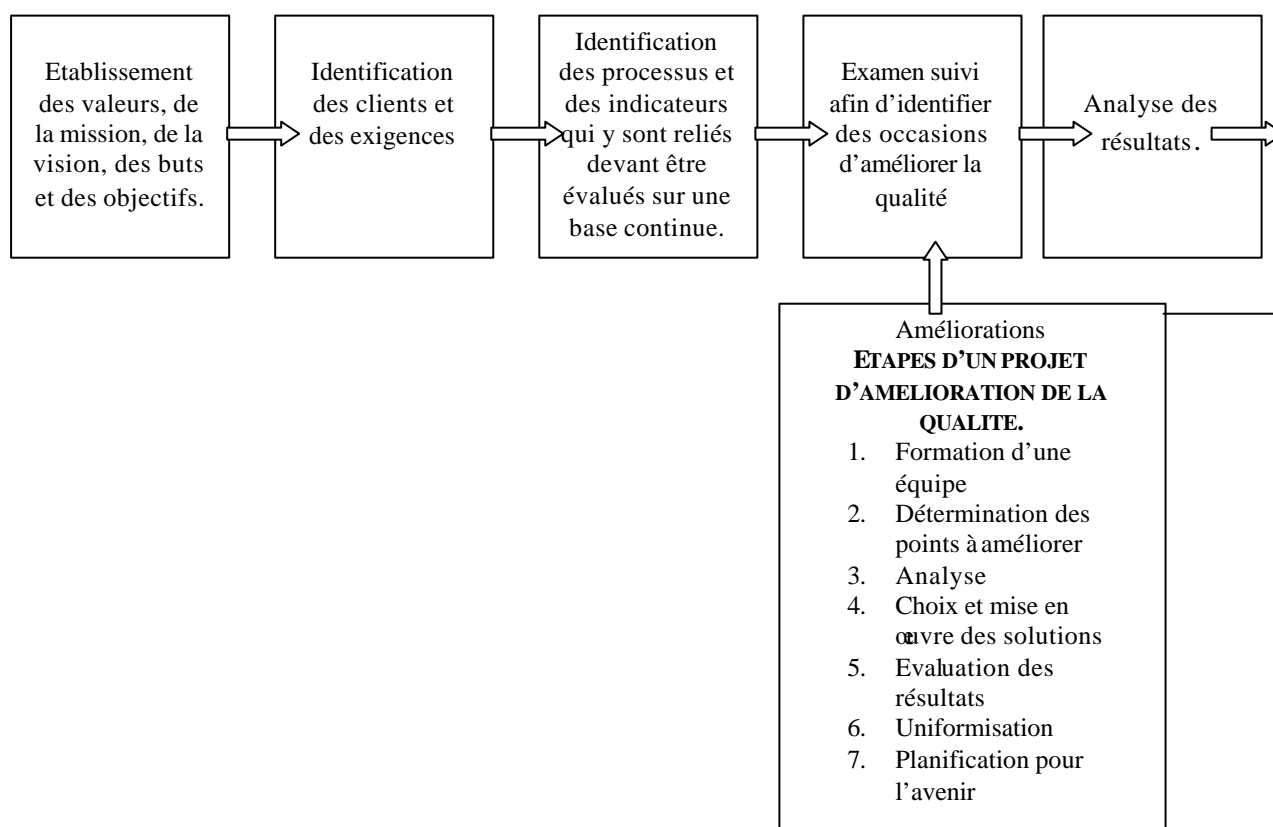 Etablissement
des valeurs, de
la mission, de la
vision, des buts
et des objectifs.
Identification
des clients et
des exigences
Identification
des processus et
des indicateurs
qui y sont reliés
devant être
évalués sur une
base continue.
Examen suivi
afin d’identifier
des occasions
d’améliorer la
qualité
Analyse des
résultats.
Améliorations
ETAPES D’UN PROJET
D’AMELIORATION DE LA
QUALITE.
1. Formation d’une
équipe
2. Détermination des
points à améliorer
3. Analyse
4. Choix et mise en
œuvre des solutions
5. Evaluation des
résultats
6. Uniformisation
7. Planification pour
l’avenir